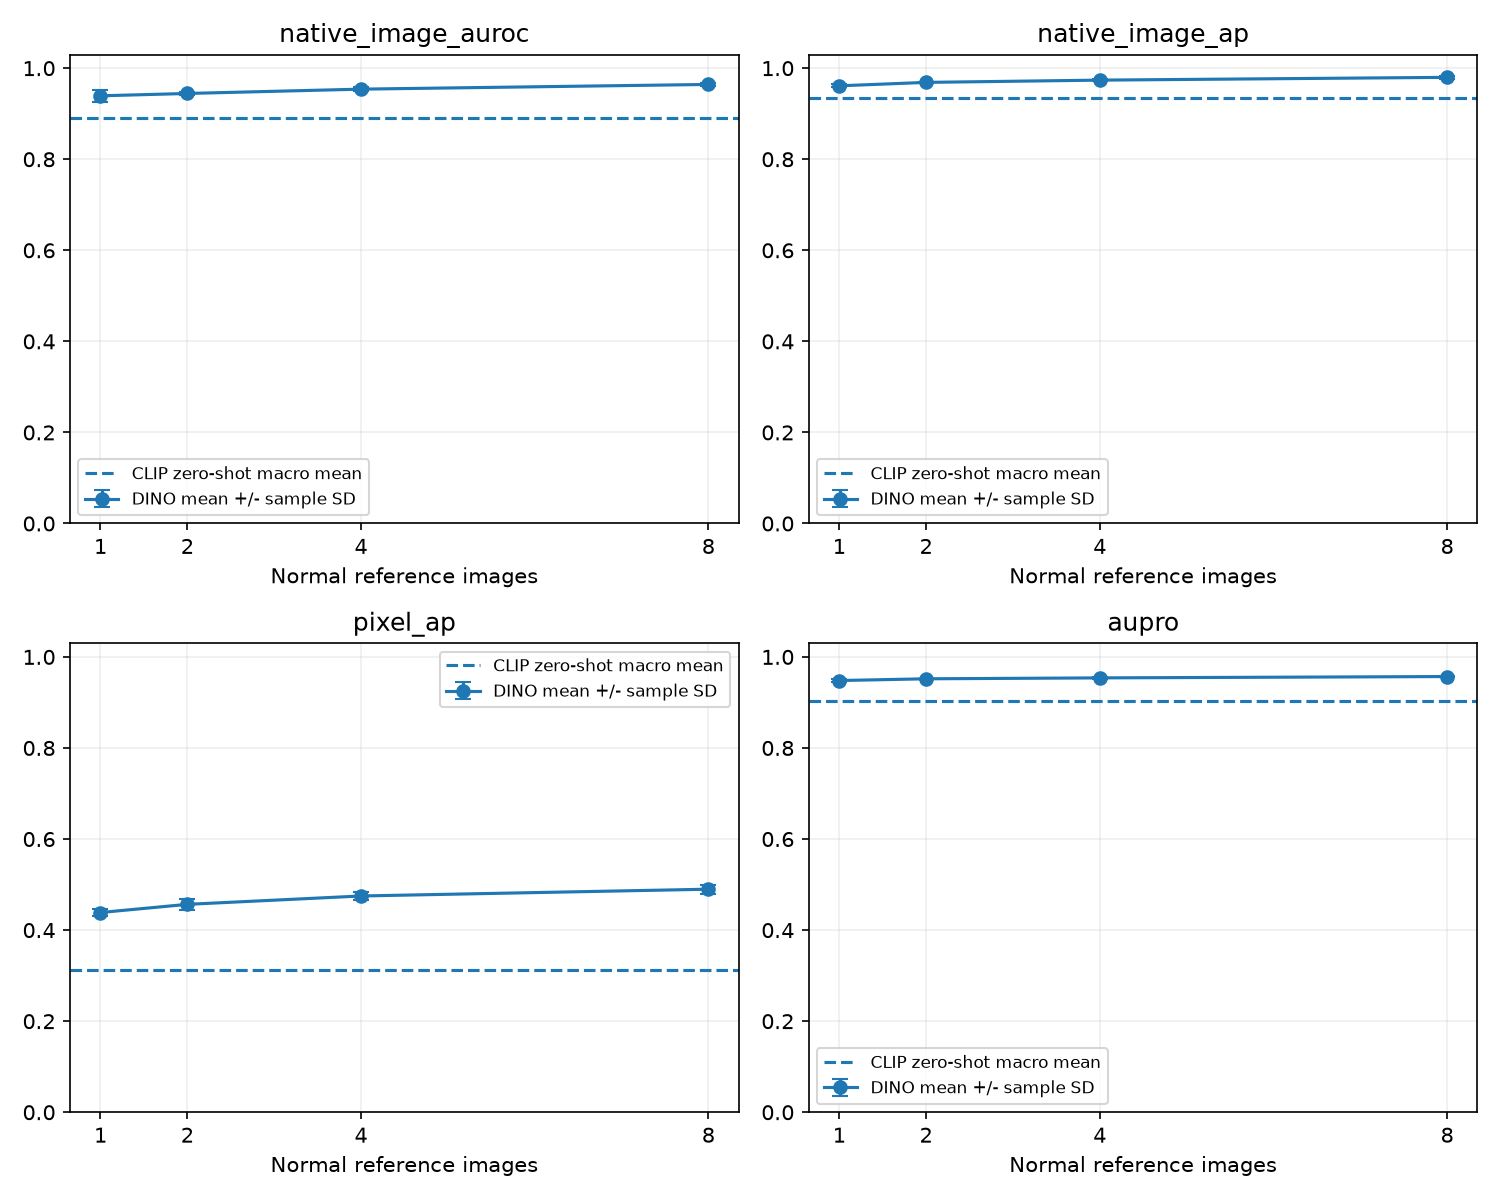 native_image_auroc
1.0
0.8
0.6
0.4
0.2
0.0
CLIP zero-shot macro mean
DINO mean +/- sample SD
1 2 4 8
Normal reference images
native_image_ap
1.0
0.8
0.6
0.4
0.2
0.0
CLIP zero-shot macro mean
DINO mean +/- sample SD
1 2 4 8
Normal reference images
pixel_ap
1.0
0.8
0.6
0.4
0.2
0.0
CLIP zero-shot macro mean
DINO mean +/- sample SD
1 2 4 8
Normal reference images
aupro
1.0
0.8
0.6
0.4
0.2
0.0
CLIP zero-shot macro mean
DINO mean +/- sample SD
1 2 4 8
Normal reference images